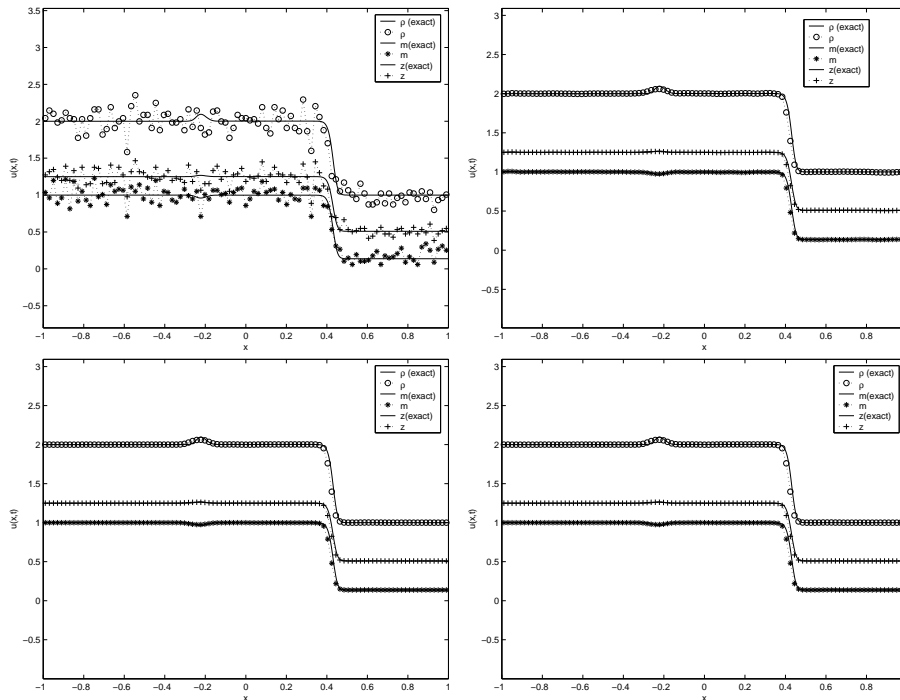 3.5
3
2.5
2
1.5
1
0.5
0
−0.5
u(x,t)
−1 −0.8 −0.6 −0.4 −0.2 0 0.2 0.4 0.6 0.8 1
x
ρ (exact)
ρ
m(exact)
m
z(exact)
z
3
2.5
2
1.5
1
0.5
0
−0.5
u(x,t)
−1 −0.8 −0.6 −0.4 −0.2 0 0.2 0.4 0.6 0.8
x
ρ (exact)
ρ
m(exact)
m
z(exact)
z
3
2.5
2
1.5
1
0.5
0
−0.5
u(x,t)
−1 −0.8 −0.6 −0.4 −0.2 0 0.2 0.4 0.6 0.8 1
x
ρ (exact)
ρ
m(exact)
m
z(exact)
z
3
2.5
2
1.5
1
0.5
0
−0.5
u(x,t)
−1 −0.8 −0.6 −0.4 −0.2 0 0.2 0.4 0.6 0.8
x
ρ (exact)
ρ
m(exact)
m
z(exact)
z